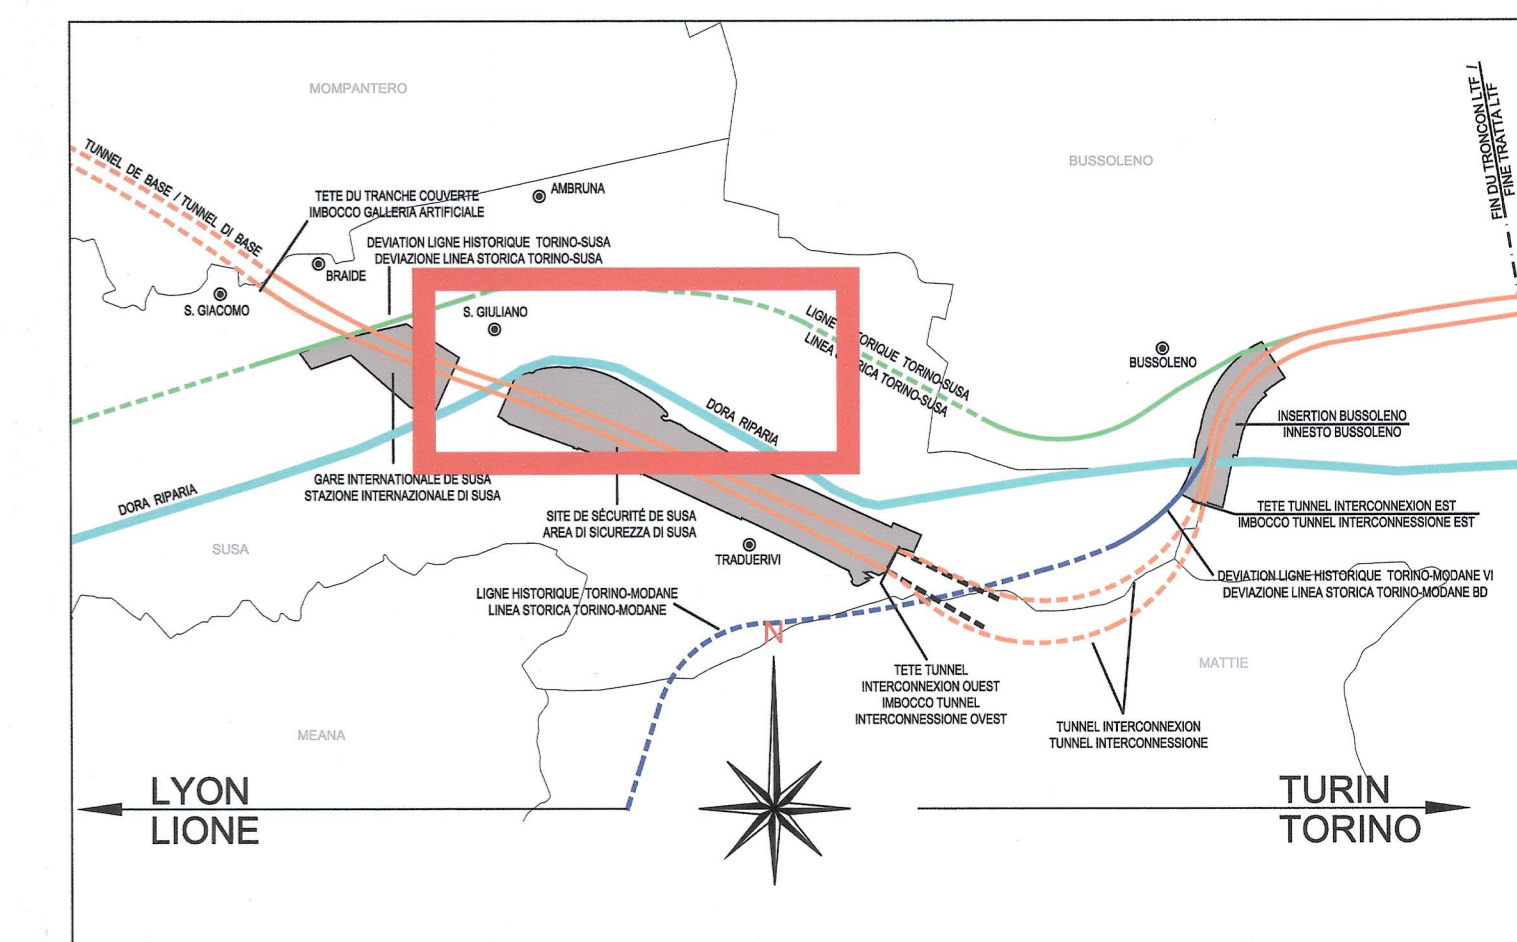 MOMPANTERO
BUSSOLENO
FIN DU TRONCON LTF /
FINE TRATTA LTF
TUNNEL DE BASE / TUNNEL DI BASE
TETE DU TRANCHE COUVERTE
IMBOCCO GALLERIA ARTIFICIALE
AMBRUNA
DEVIATION LIGNE HISTORIQUE TORINO-SUSA
DEVIAZIONE LINEA STORICA TORINO-SUSA
BRAIDE
S. GIACOMO
S. GIULIANO
LIGNE HISTORIQUE TORINO-SUSA
LINEA STORICA TORINO-SUSA
BUSSOLENO
DORA RIPARIA
INSERTION BUSSOLENO
INNESTO BUSSOLENO
GARE INTERNATIONALE DE SUSA
STAZIONE INTERNAZIONALE DI SUSA
DORA RIPARIA
SITE DE SÉCURITÉ DE SUSA
AREA DI SICUREZZA DI SUSA
TETE TUNNEL INTERCONNEXION EST
IMBOCCO TUNNEL INTERCONNESSIONE EST
SUSA
TRADUERIVI
LIGNE HISTORIQUE TORINO-MODANE
LINEA STORICA TORINO-MODANE
DEVIATION LIGNE HISTORIQUE TORINO-MODANE VI
DEVIAZIONE LINEA STORICA TORINO-MODANE BD
N
TETE TUNNEL
INTERCONNEXION OUEST
IMBOCCO TUNNEL
INTERCONNESSIONE OVEST
MATTIE
MEANA
TUNNEL INTERCONNEXION
TUNNEL INTERCONNESSIONE
LYON
LIONE
TURIN
TORINO